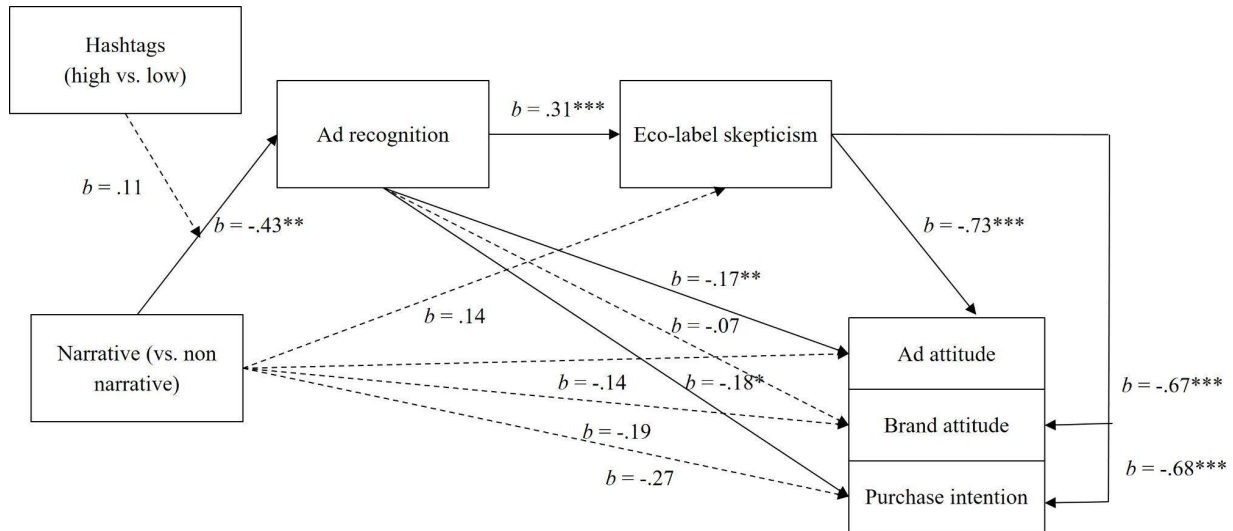 Hashtags
(high vs. low)
Ad recognition
b = .31***
Eco-label skepticism
b = .11
b = -.43**
b = -.73***
b = -.17**
b = .14
b = -.07
Narrative (vs. non
narrative)
Ad attitude
b = -.14
b = -.18*
b = -.67***
Brand attitude
b = -.19
b = -.27
b = -.68***
Purchase intention